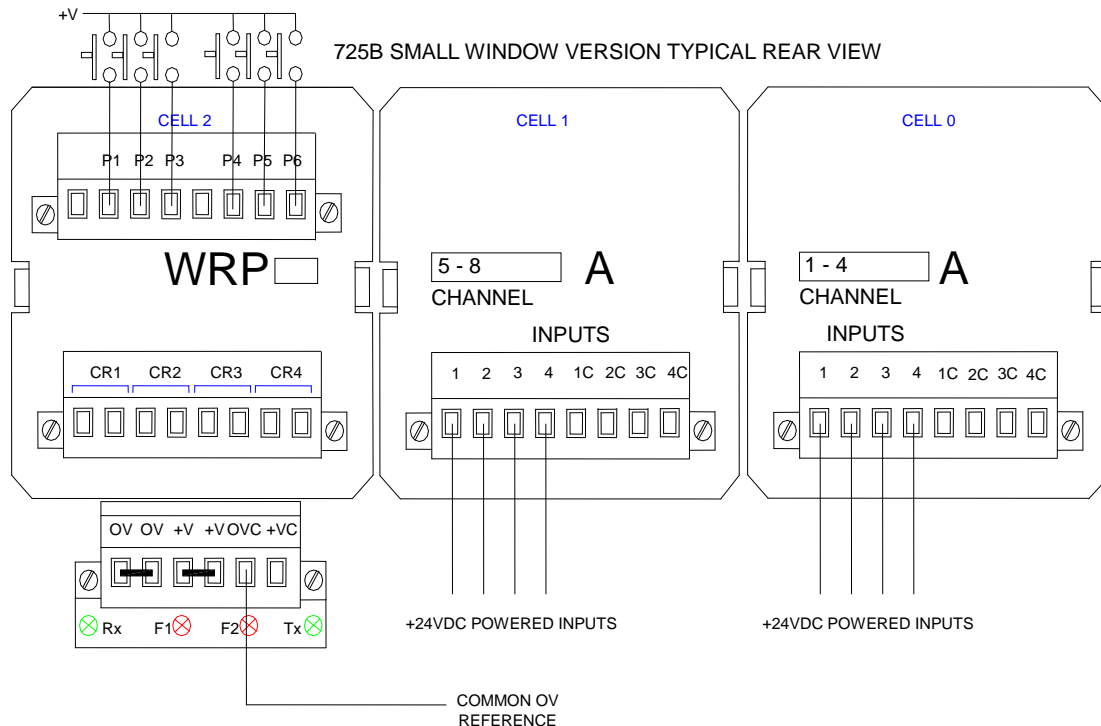 +V
725B SMALL WINDOW VERSION TYPICAL REAR VIEW
CELL 2
CELL 1
CELL 0
P1 P2 P3 P4 P5 P6
WRP
5 - 8
A
CHANNEL
1 - 4
A
CHANNEL
INPUTS
INPUTS
CR1 CR2 CR3 CR4
1 2 3 4 1C 2C 3C 4C
1 2 3 4 1C 2C 3C 4C
OV OV +V +V OVC +VC
Rx F1 F2 Tx
+24VDC POWERED INPUTS
+24VDC POWERED INPUTS
COMMON OV
REFERENCE